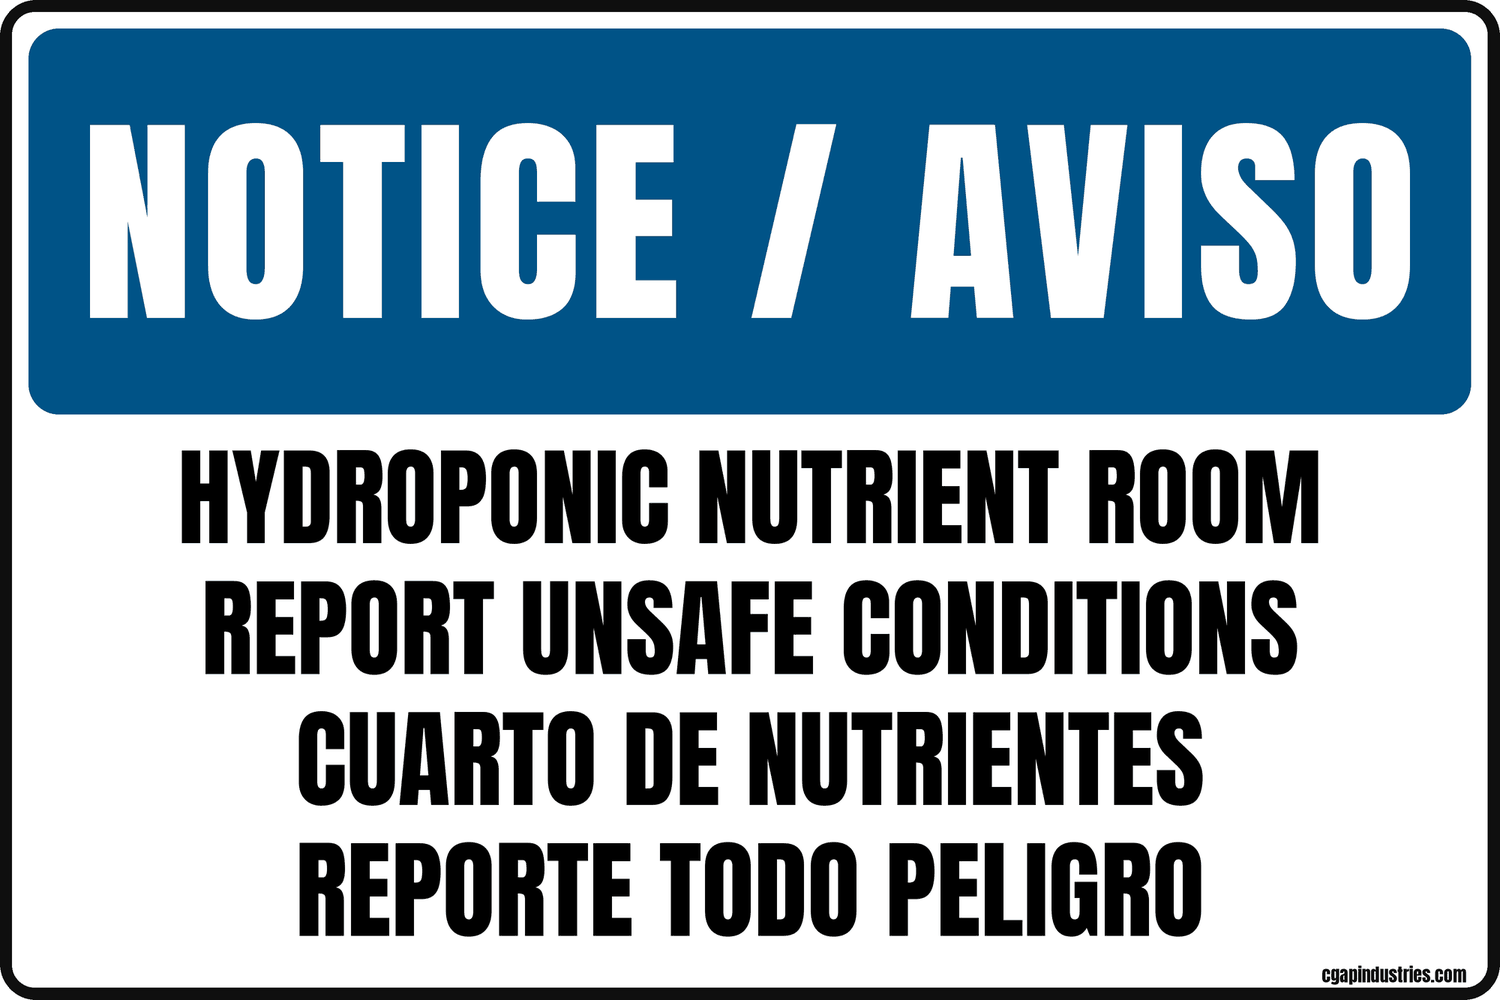 NOTICE / AVISO
HYDROPONIC NUTRIENT ROOM
REPORT UNSAFE CONDITIONS
CUARTO DE NUTRIENTES
REPORTE TODO PELIGRO
cgapindustries.com